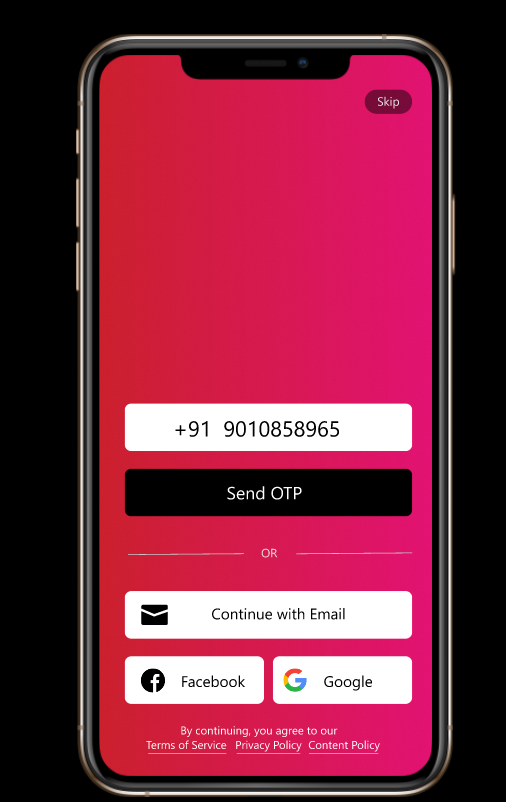 Skip
+91 9010858965
Send OTP
OR
Continue with Email
Facebook Google
By continuing, you agree to our
Terms of Service Privacy Policy Content Policy